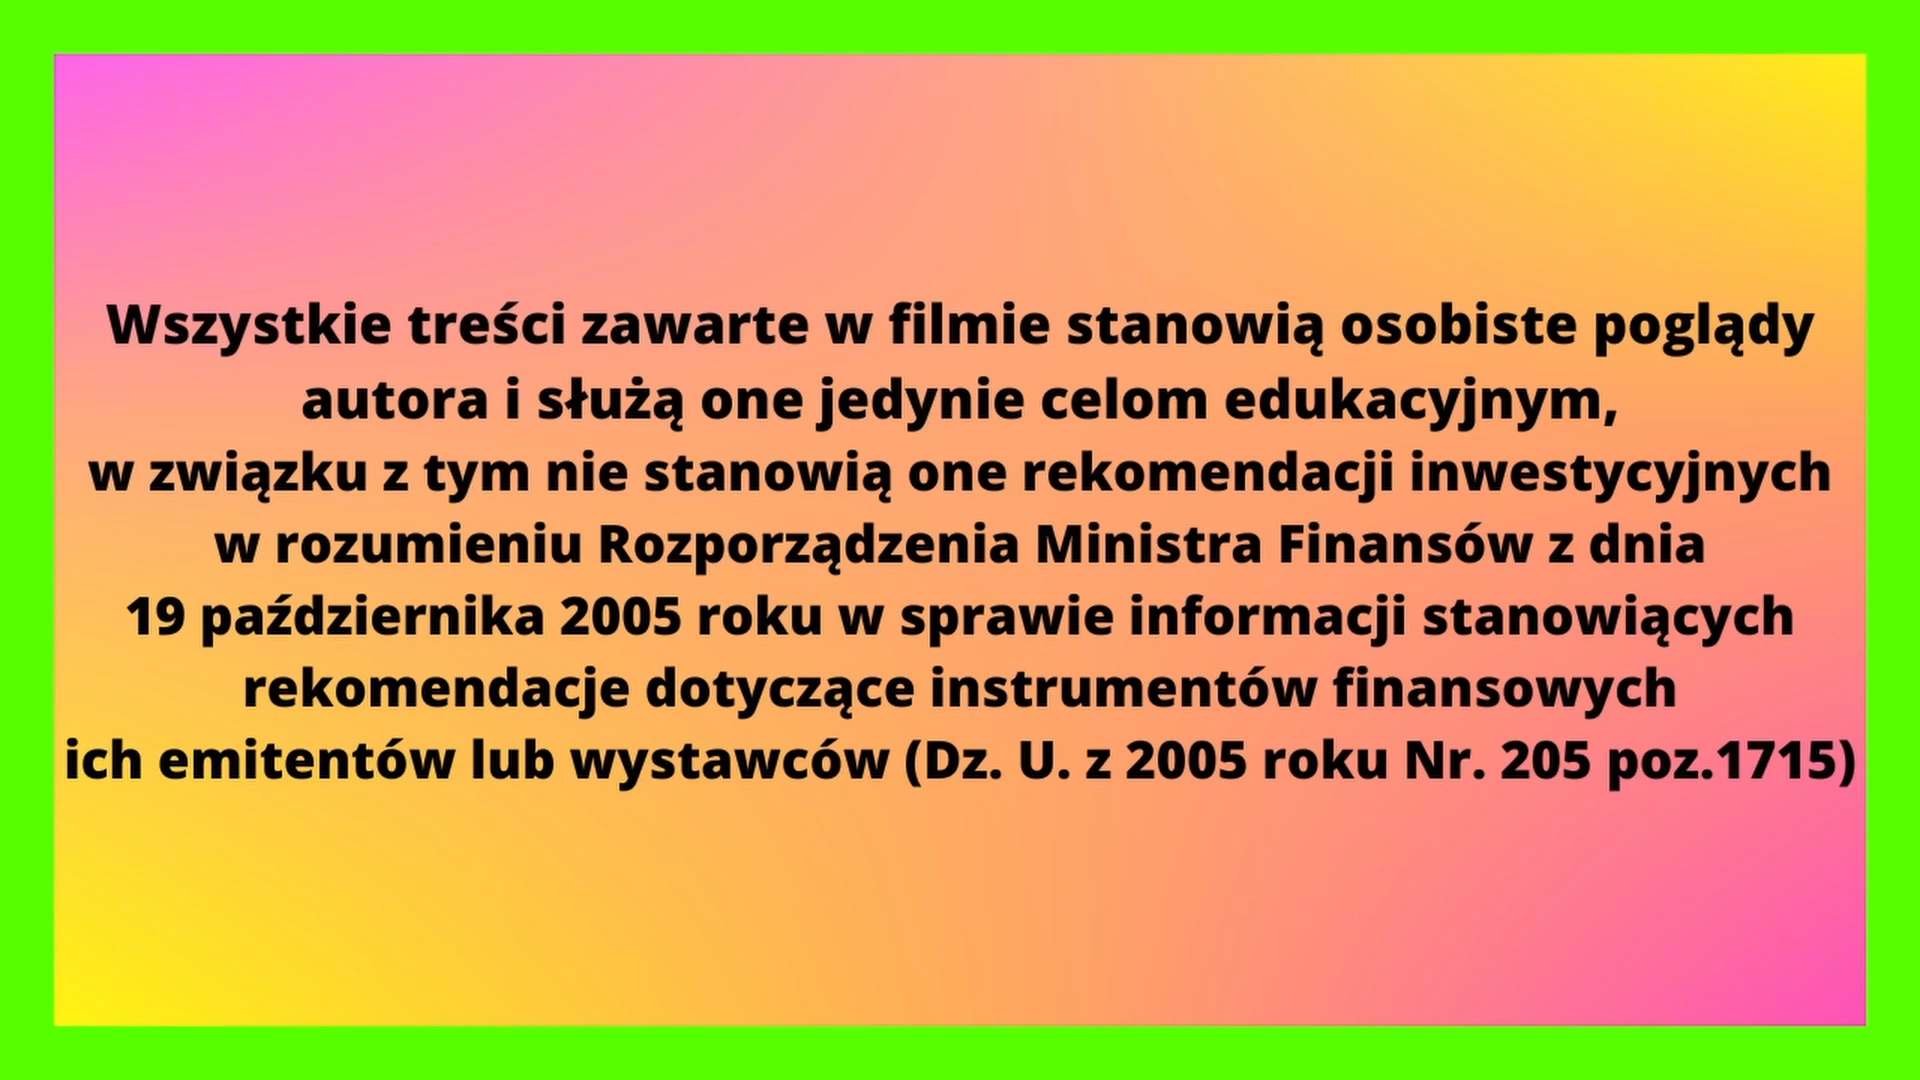 Wszystkie treści zawarte w filmie stanowią osobiste poglądy
autora i służą one jedynie celom edukacyjnym,
w związku z tym nie stanowią one rekomendacji inwestycyjnych
w rozumieniu Rozporządzenia Ministra Finansów z dnia
19 października 2005 roku w sprawie informacji stanowiących
rekomendacje dotyczące instrumentów finansowych
ich emitentów lub wystawców (Dz. U. z 2005 roku Nr. 205 poz.1715)